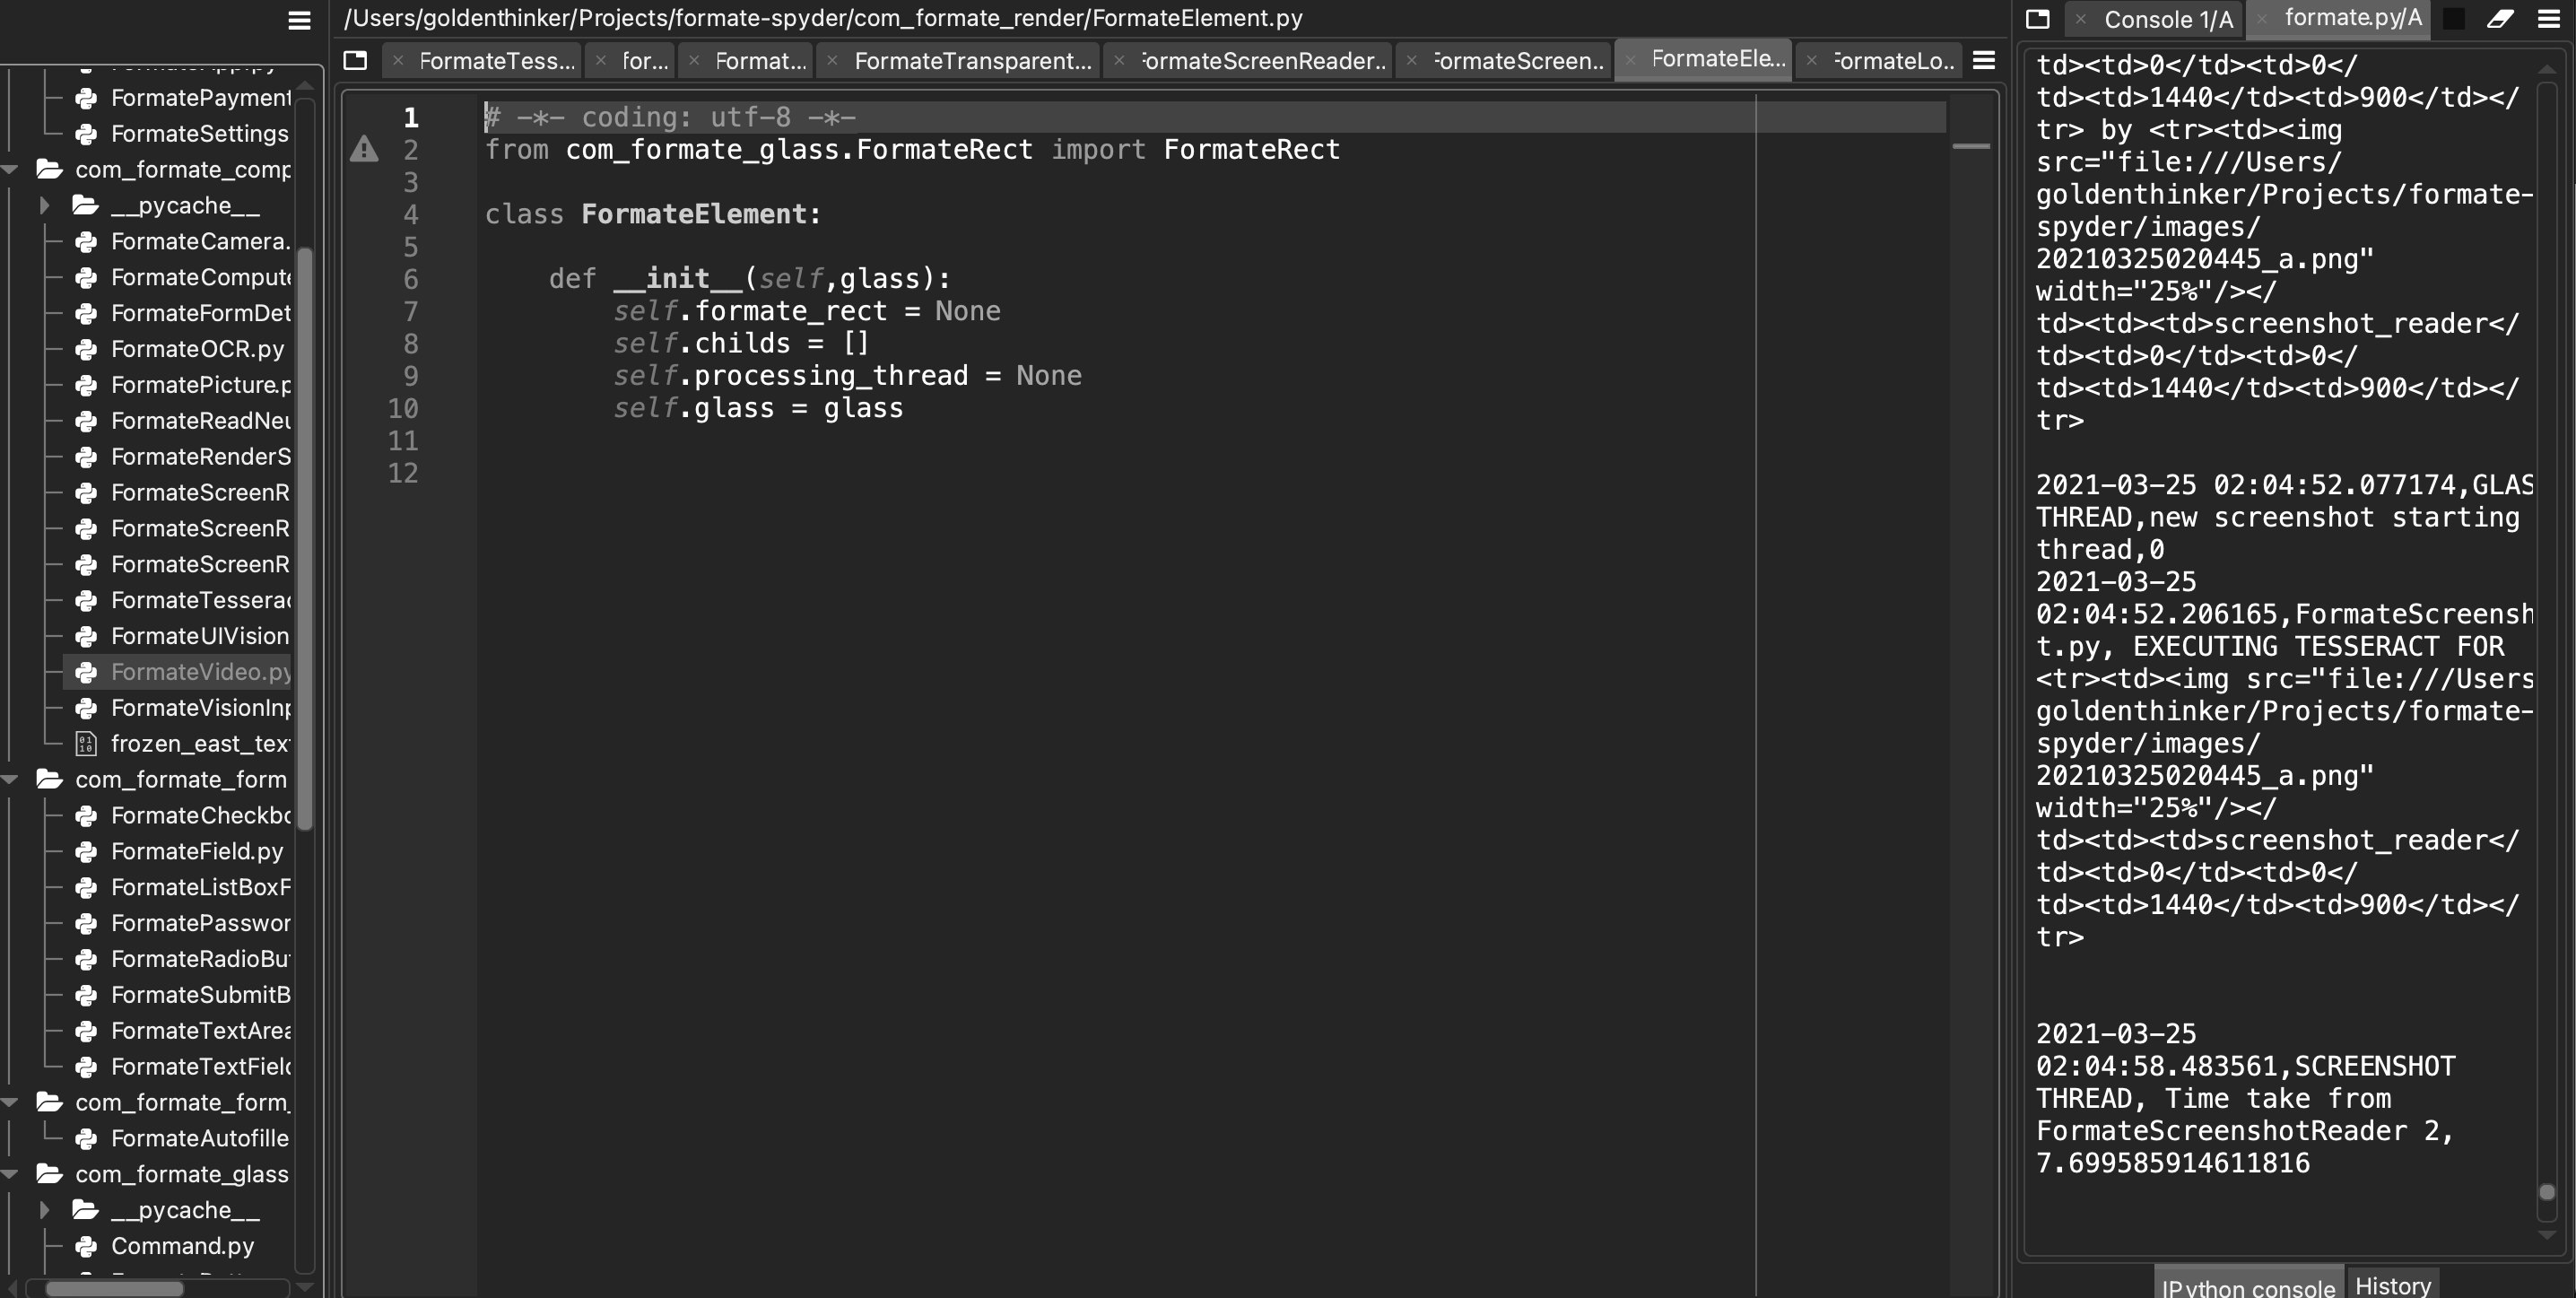 /Users/goldenthinker/Projects/formate-spyder/com_formate_render/FormateElement.py
Console 1/A
formate.py/A
FormateTess...
for...
Format...
FormateTransparent...
ormateScreenReader..
ormateScreen..
FormateEle...
ormateLo..
FormatePayment
FormateSettings
com_formate_comp
__pycache__
FormateCamera.
FormateCompute
FormateFormDet
FormateOCR.py
FormatePicture.p
FormateReadNeu
FormateRenderS
FormateScreenR
FormateScreenR
FormateScreenR
FormateTesserac
FormateUIVision
FormateVideo.py
FormateVisionInp
frozen_east_tex
com_formate_form
FormateCheckbo
FormateField.py
FormateListBoxF
FormatePasswor
FormateRadioBu
FormateSubmitB
FormateTextArea
FormateTextField
com_formate_form_
FormateAutofille
com_formate_glass
__pycache__
Command.py
1 # -*- coding: utf-8 -*-
2 from com_formate_glass.FormateRect import FormateRect
3
4 class FormateElement:
5
6 def __init__(self,glass):
7 self.formate_rect = None
8 self.childs = []
9 self.processing_thread = None
10 self.glass = glass
11
12
td><td>0</td><td>0</
td><td>1440</td><td>900</td></
tr> by <tr><td><img
src="file:///Users/
goldenthinker/Projects/formate-
spyder/images/
20210325020445_a.png"
width="25%"/></
td><td><td>screenshot_reader</
td><td>0</td><td>0</
td><td>1440</td><td>900</td></
tr>
2021-03-25 02:04:52.077174,GLAS
THREAD,new screenshot starting
thread,0
2021-03-25
02:04:52.206165,FormateScreensh
t.py, EXECUTING TESSERACT FOR
<tr><td><img src="file:///Users
goldenthinker/Projects/formate-
spyder/images/
20210325020445_a.png"
width="25%"/></
td><td><td>screenshot_reader</
td><td>0</td><td>0</
td><td>1440</td><td>900</td></
tr>
2021-03-25
02:04:58.483561,SCREENSHOT
THREAD, Time take from
FormateScreenshotReader 2,
7.699585914611816
IPython console
History